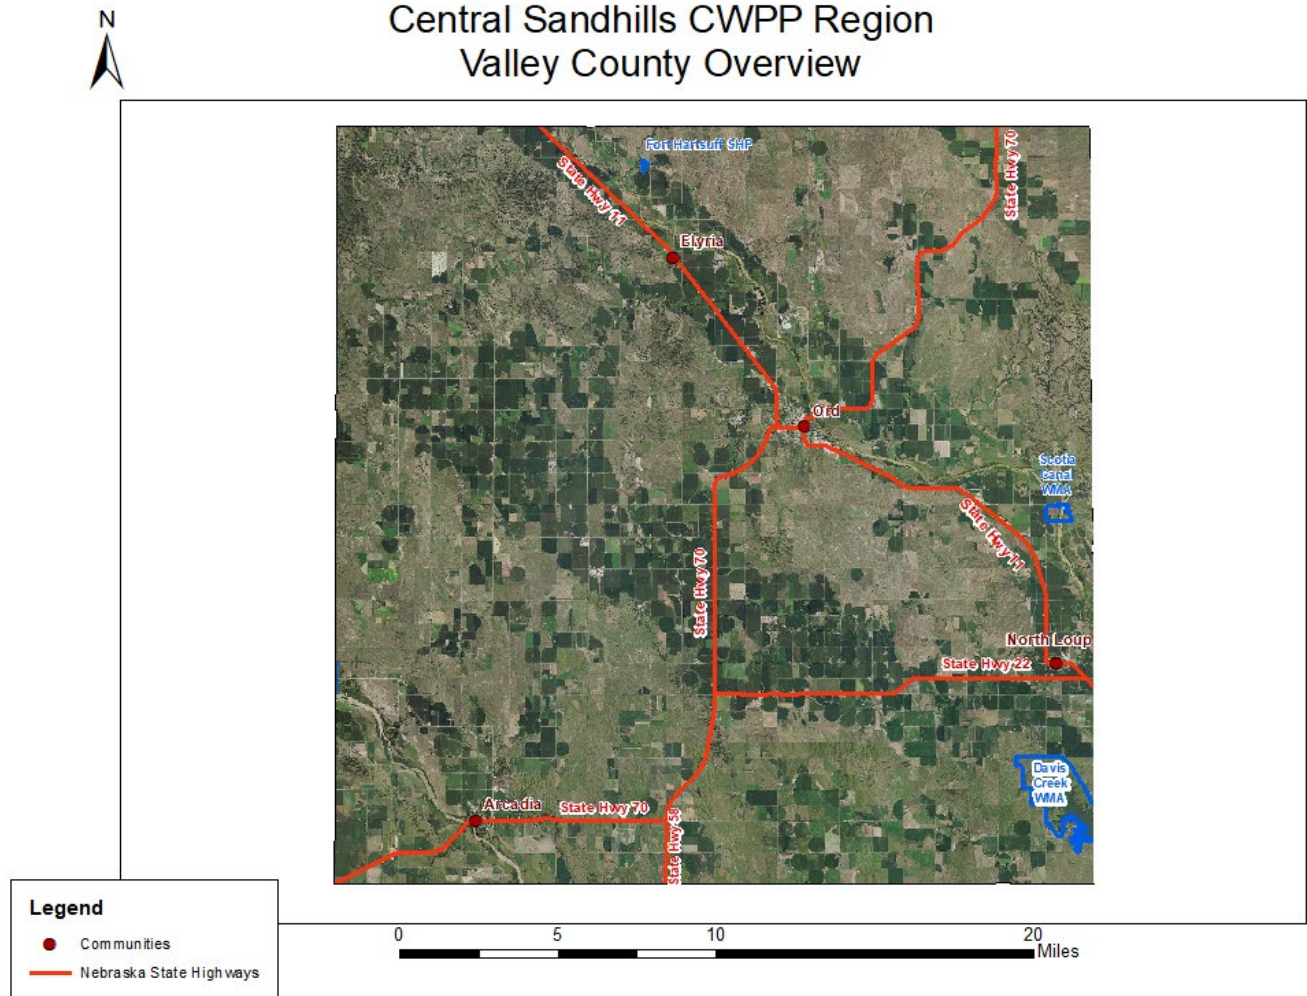 N
Central Sandhills CWPP Region
Valley County Overview
Fort Hartsuff SHP
State Hwy 70
State Hwy 11
Elyria
Ord
Scotia
Canal
WMA
State Hwy 11
State Hwy 70
North Loup
State Hwy 22
Davis
Creek
WMA
Arcadia
State Hwy 70
State Hwy 58
Legend
Communities
Nebraska State Highways
0 5 10 20
Miles